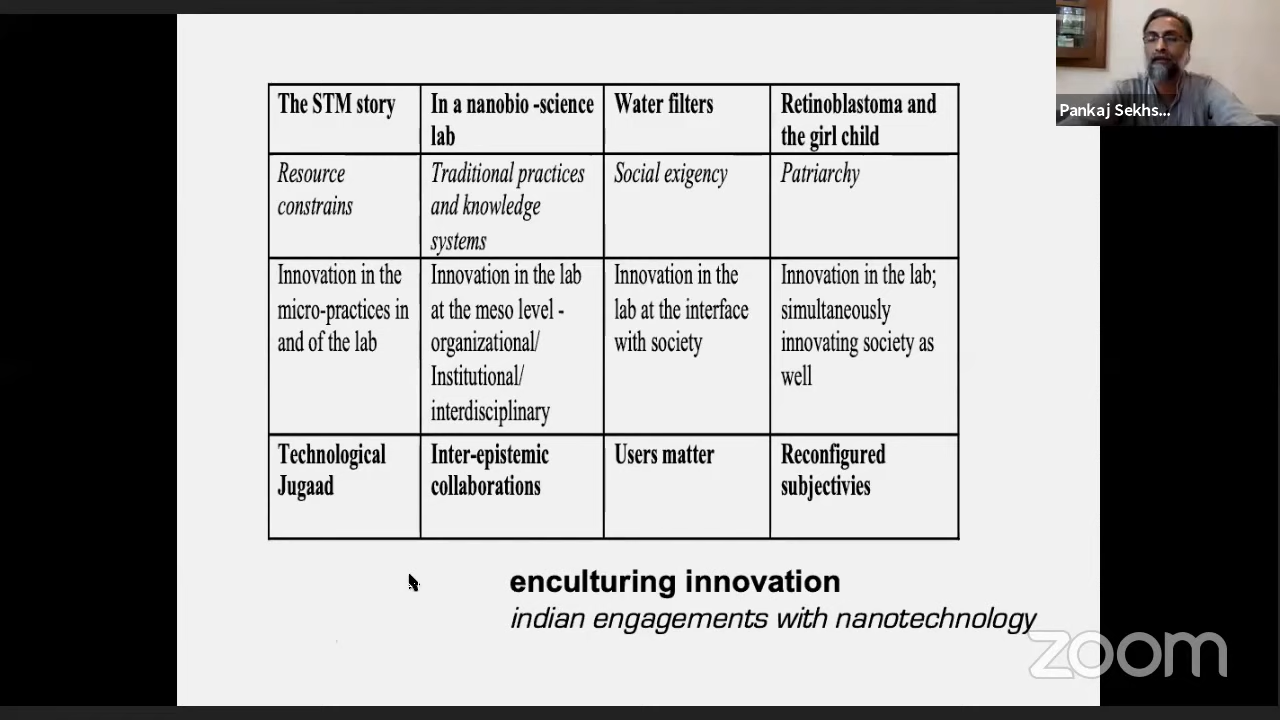 The STM story
In a nanobio -science
lab
Water filters
Retinoblastoma and
the girl child
Resource
constrains
Traditional practices
and knowledge
systems
Social exigency
Patriarchy
Innovation in the
micro-practices in
and of the lab
Innovation in the lab
at the meso level -
organizational/
Institutional/
interdisciplinary
Innovation in the
lab at the interface
with society
Innovation in the lab;
simultaneously
innovating society as
well
Technological
Jugaad
Inter-epistemic
collaborations
Users matter
Reconfigured
subjectivies
enculturing innovation
indian engagements with nanotechnology
Pankaj Sekhs...
zoom